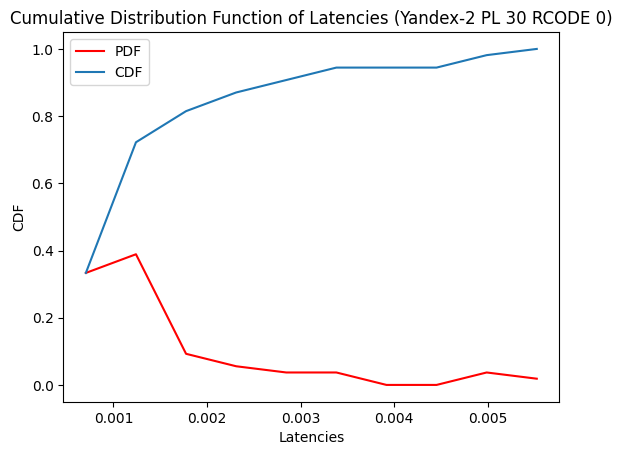 Cumulative Distribution Function of Latencies (Yandex-2 PL 30 RCODE 0)
PDF
CDF
1.0
0.8
0.6
0.4
0.2
0.0
CDF
0.001 0.002 0.003 0.004 0.005
Latencies